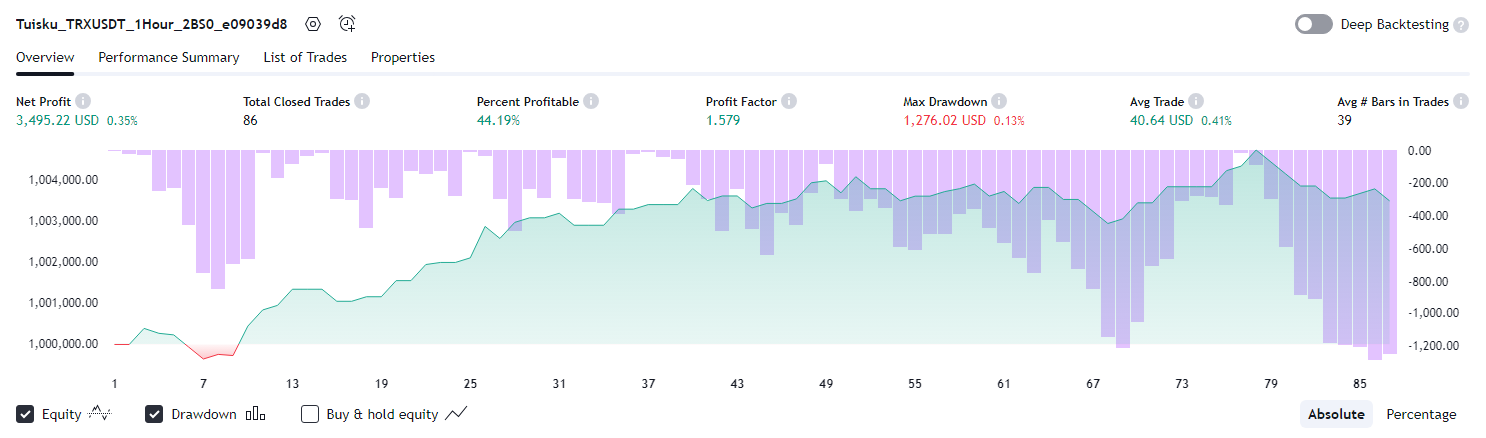 Tuisku_TRXUSDT_1Hour_2BS0_e09039d8 Deep Backtesting ?
Overview Performance Summary List of Trades Properties
Net Profit i Total Closed Trades i Percent Profitable i Profit Factor i Max Drawdown i Avg Trade i Avg # Bars in Trades i
3,495.22 USD 0.35% 86 44.19% 1.579 1,276.02 USD 0.13% 40.64 USD 0.41% 39
0.00
1,004,000.00 -200.00
1,003,000.00 -400.00
-600.00
1,002,000.00 -800.00
1,001,000.00 -1,000.00
1,000,000.00 -1,200.00
1 7 13 19 25 31 37 43 49 55 61 67 73 79 85
Equity Drawdown Buy & hold equity Absolute Percentage